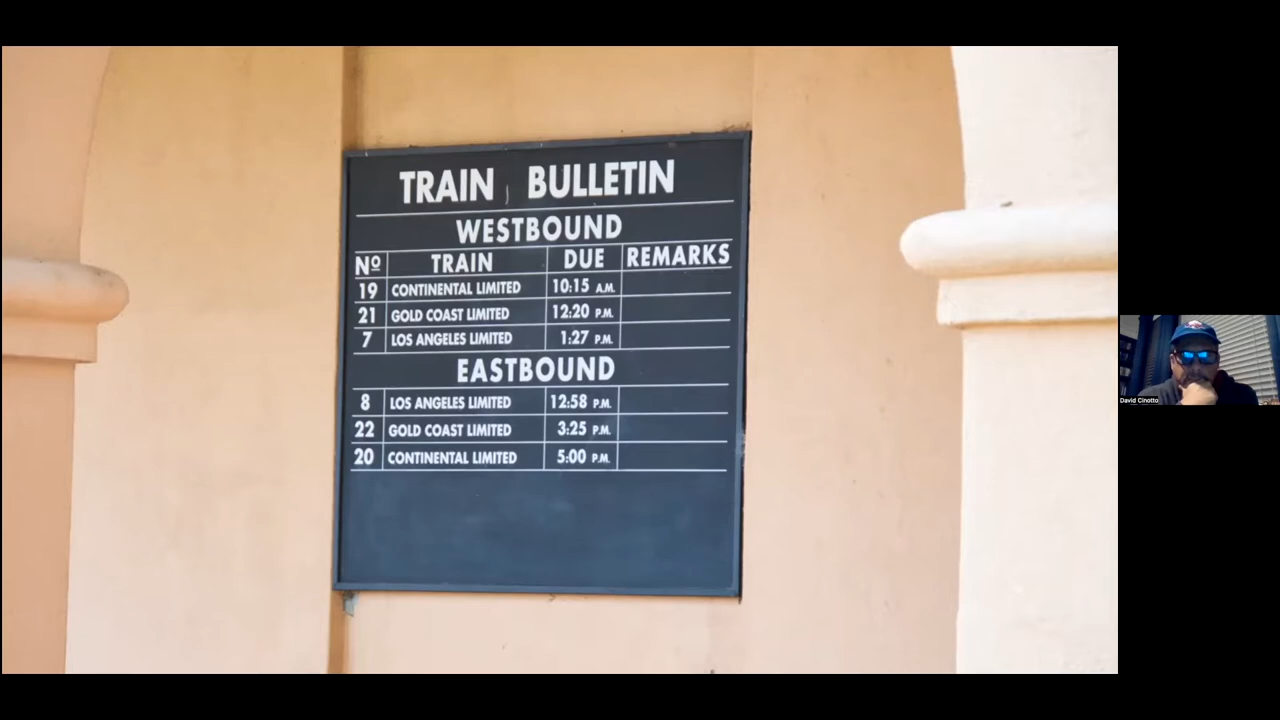 TRAIN BULLETIN
WESTBOUND
Nº TRAIN DUE REMARKS
19 CONTINENTAL LIMITED 10:15 A.M.
21 GOLD COAST LIMITED 12:20 P.M.
7 LOS ANGELES LIMITED 1:27 P.M.
EASTBOUND
8 LOS ANGELES LIMITED 12:58 P.M.
22 GOLD COAST LIMITED 3:25 P.M.
20 CONTINENTAL LIMITED 5:00 P.M.
David Cinotto